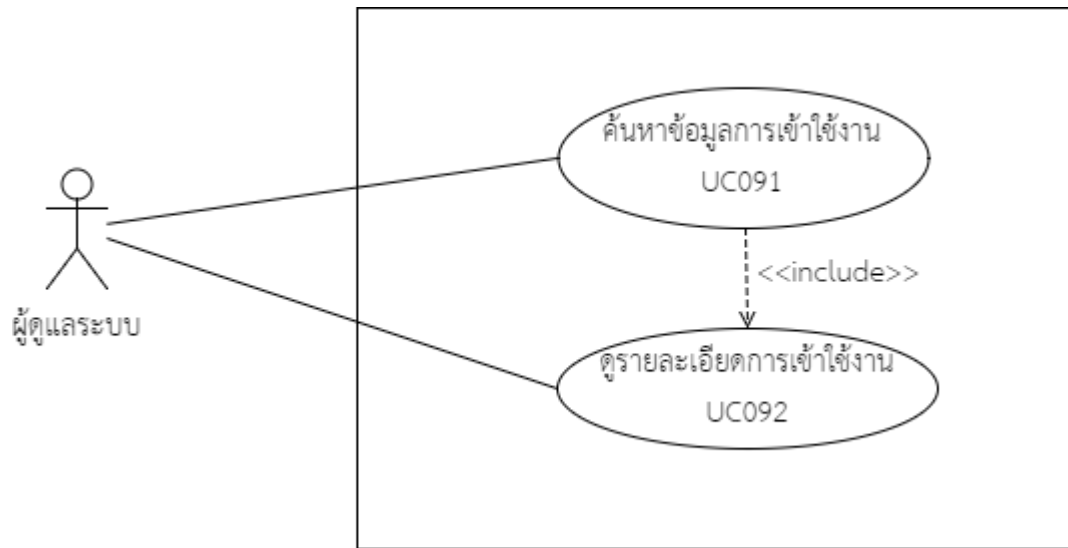 ค้นหาข้อมูลการเข้าใช้งาน
UC091
<<include>>
ผู้ดูแลระบบ
ดูรายละเอียดการเข้าใช้งาน
UC092